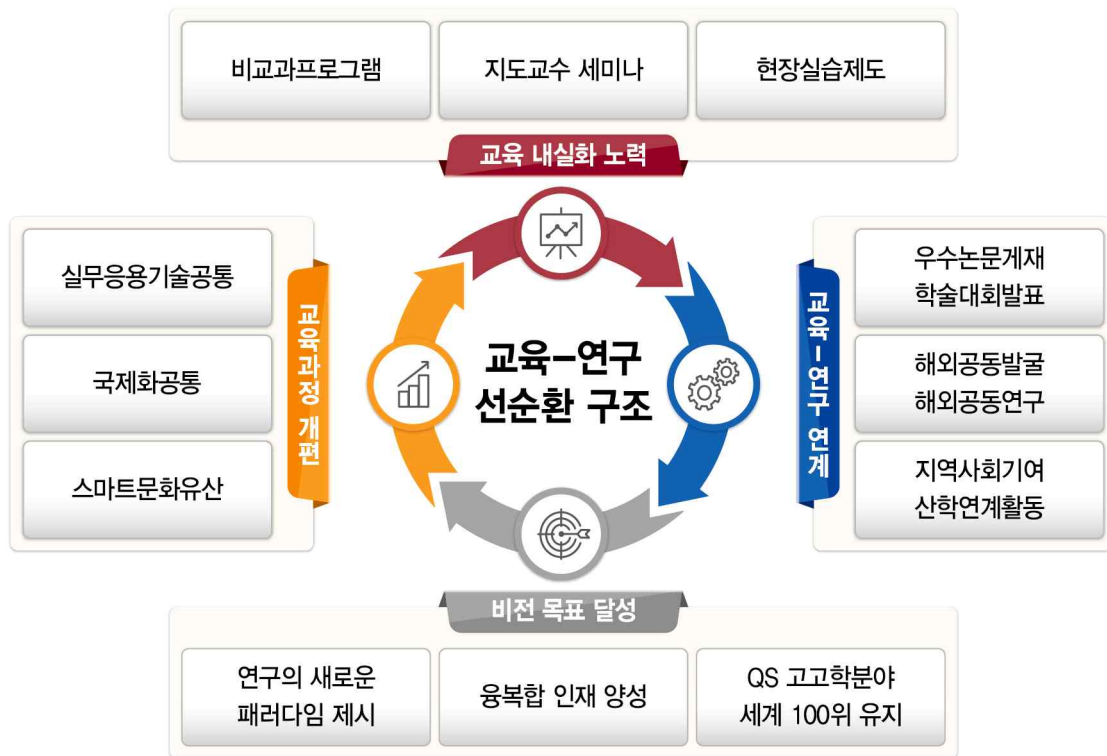 비교과프로그램
지도교수 세미나
현장실습제도
교육 내실화 노력
실무응용기술공통
국제화공통
스마트문화유산
교육과정 개편
교육-연구
선순환 구조
교육-연구 연계
우수논문게재
학술대회발표
해외공동발굴
해외공동연구
지역사회기여
산학연계활동
비전 목표 달성
연구의 새로운
패러다임 제시
융복합 인재 양성
QS 고고학분야
세계 100위 유지